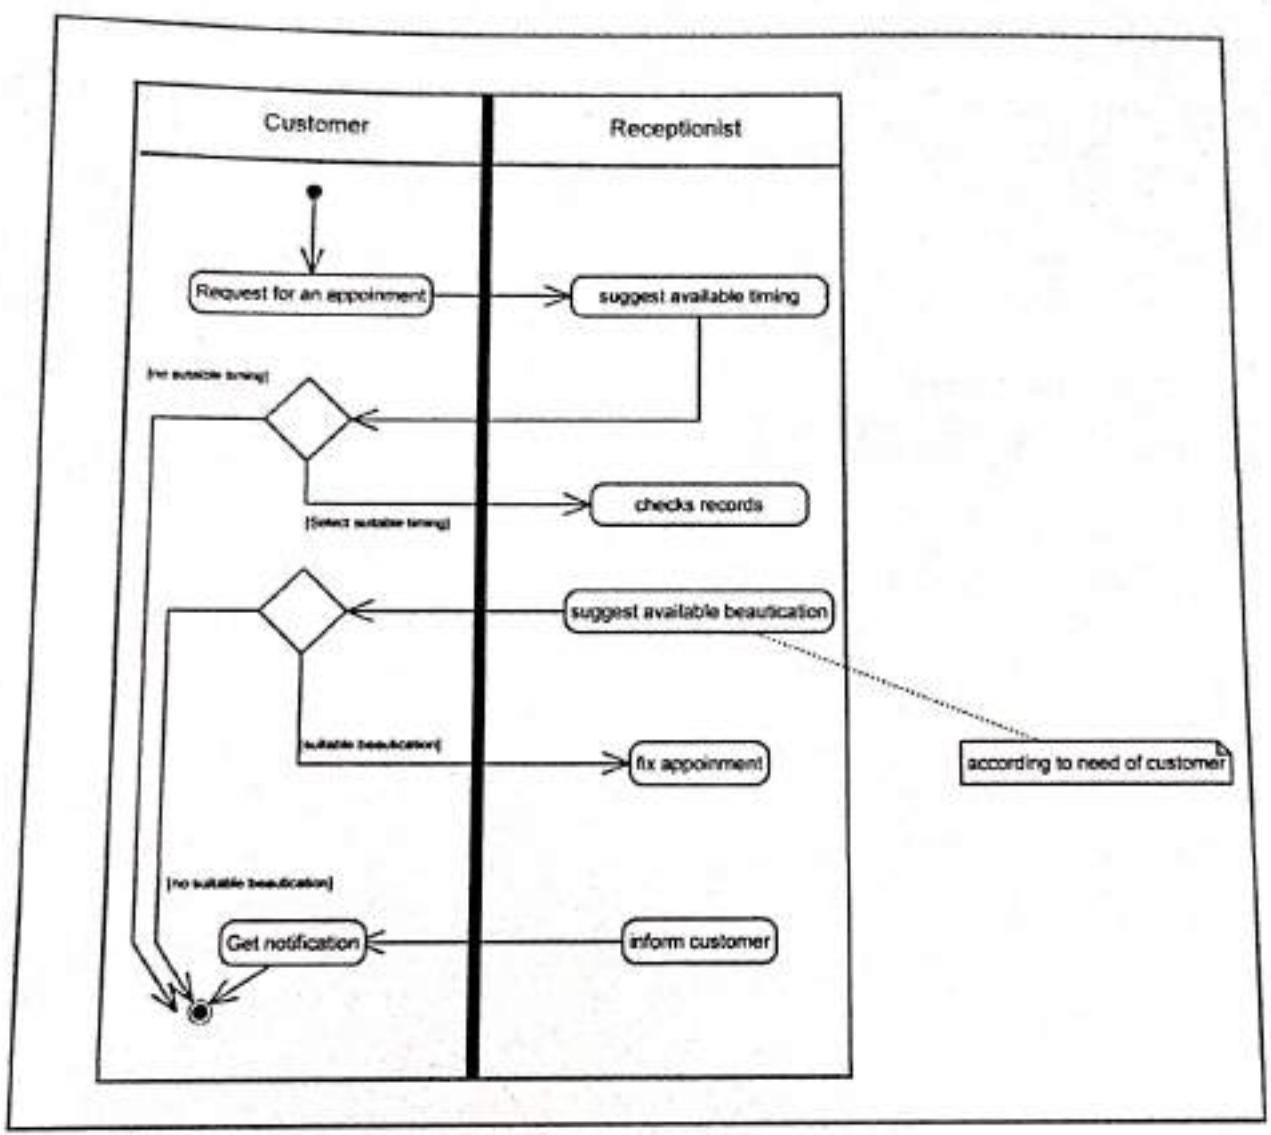 Customer
Receptionist
Request for an appoinment
suggest available timing
[no suitable timing]
checks records
[Select suitable timing]
suggest available beautication
[suitable beautication]
fix appoinment
according to need of customer
[no suitable beautication]
Get notification
inform customer